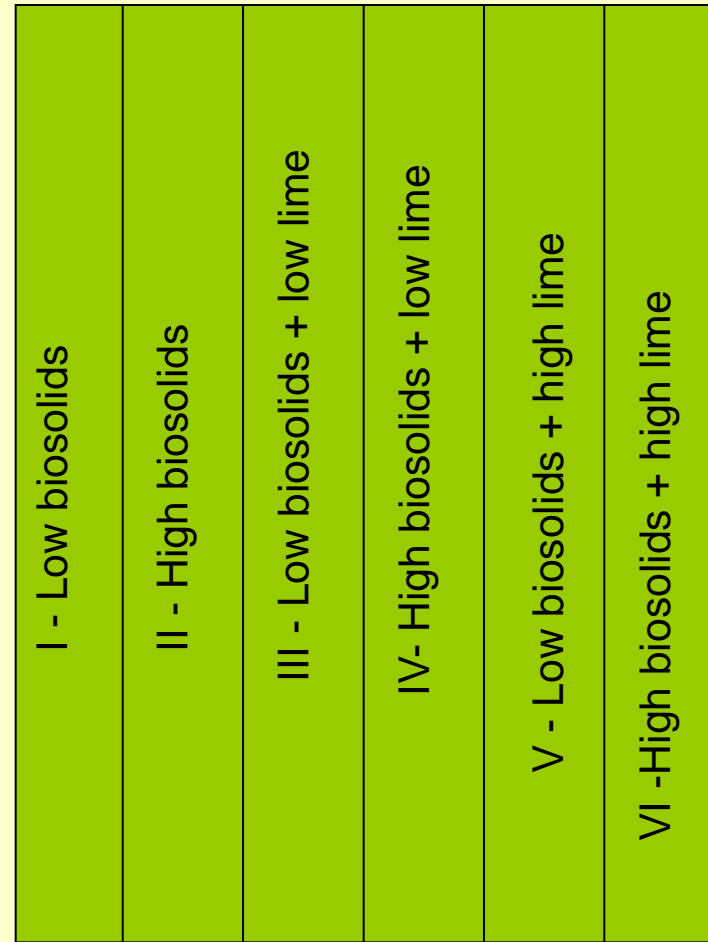 I - Low biosolids
II - High biosolids
III - Low biosolids + low lime
IV- High biosolids + low lime
V - Low biosolids + high lime
VI -High biosolids + high lime